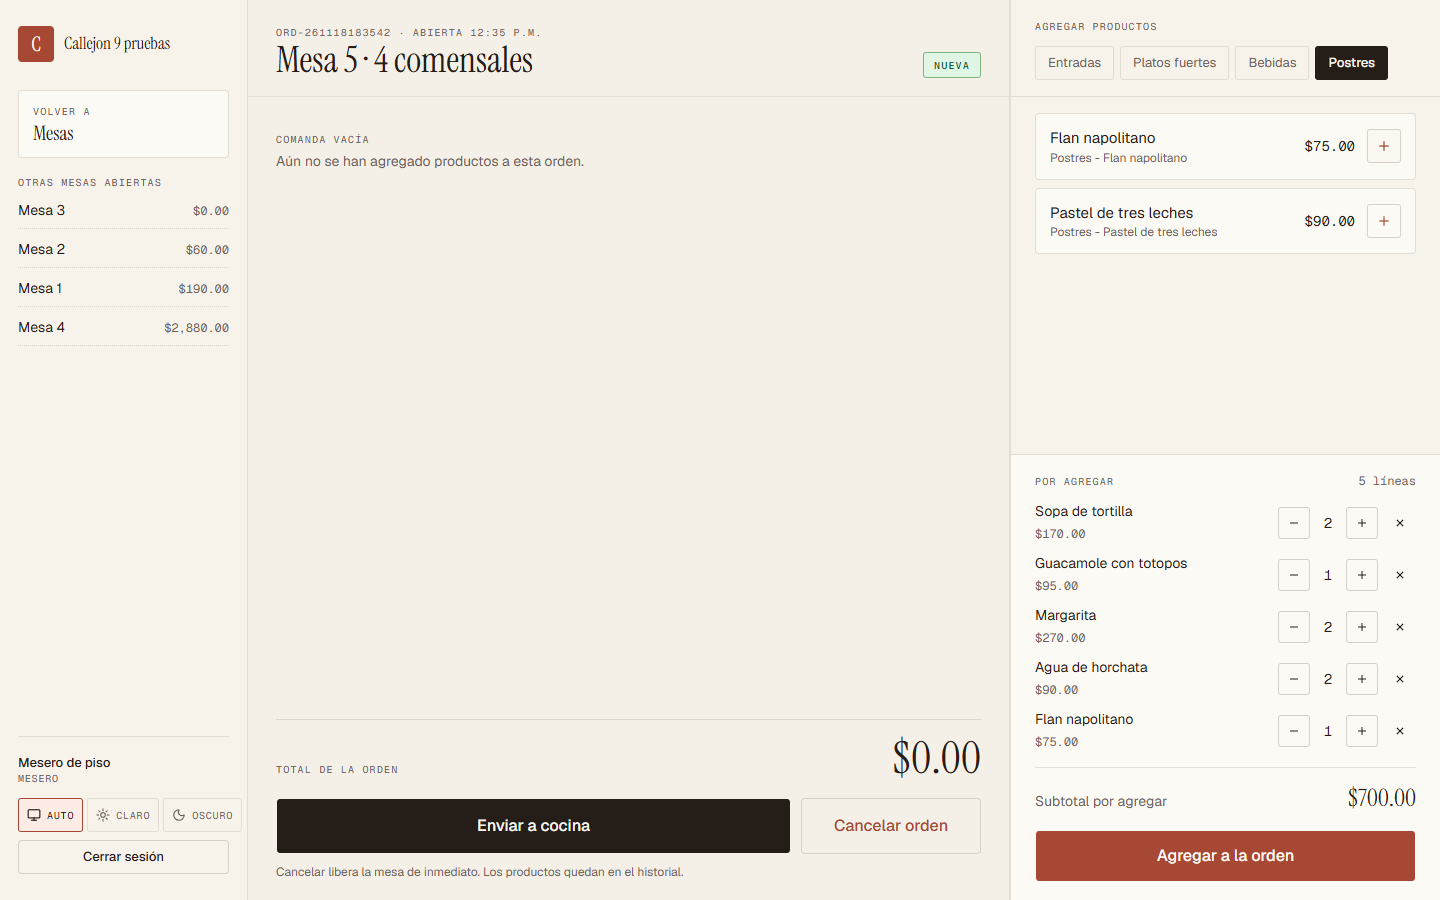 C
Callejon 9 pruebas
VOLVER A
Mesas
OTRAS MESAS ABIERTAS
Mesa 3 $0.00
Mesa 2 $60.00
Mesa 1 $190.00
Mesa 4 $2,880.00
Mesero de piso
MESERO
AUTO CLARO OSCURO
Cerrar sesión
ORD-261118183542 · ABIERTA 12:35 P.M.
Mesa 5 · 4 comensales
NUEVA
COMANDA VACÍA
Aún no se han agregado productos a esta orden.
TOTAL DE LA ORDEN $0.00
Enviar a cocina Cancelar orden
Cancelar libera la mesa de inmediato. Los productos quedan en el historial.
AGREGAR PRODUCTOS
Entradas Platos fuertes Bebidas Postres
Flan napolitano
Postres - Flan napolitano
$75.00 +
Pastel de tres leches
Postres - Pastel de tres leches
$90.00 +
POR AGREGAR 5 líneas
Sopa de tortilla
$170.00
− 2 + ×
Guacamole con totopos
$95.00
− 1 + ×
Margarita
$270.00
− 2 + ×
Agua de horchata
$90.00
− 2 + ×
Flan napolitano
$75.00
− 1 + ×
Subtotal por agregar $700.00
Agregar a la orden